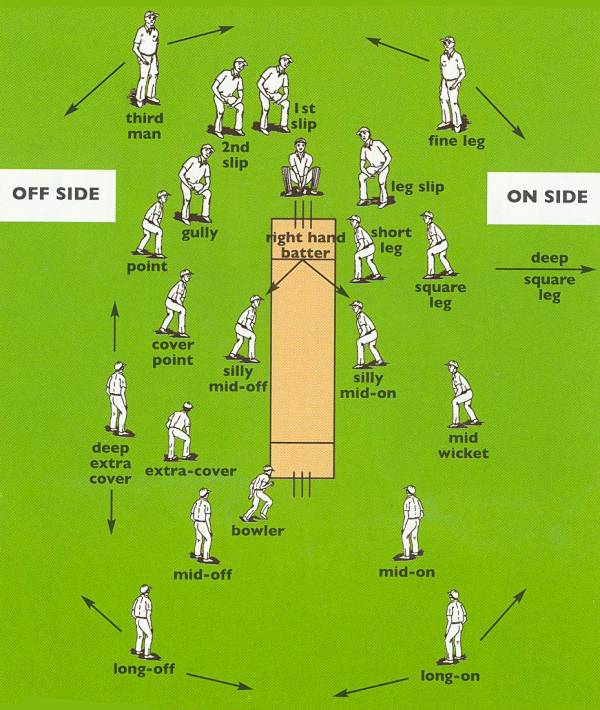 third
man
1st
slip
2nd
slip
fine leg
OFF SIDE
ON SIDE
leg slip
gully
right hand
batter
short
leg
point
square
leg
deep
square
leg
cover
point
silly
mid-off
silly
mid-on
mid
wicket
deep
extra
cover
extra-cover
bowler
mid-off
mid-on
long-off
long-on